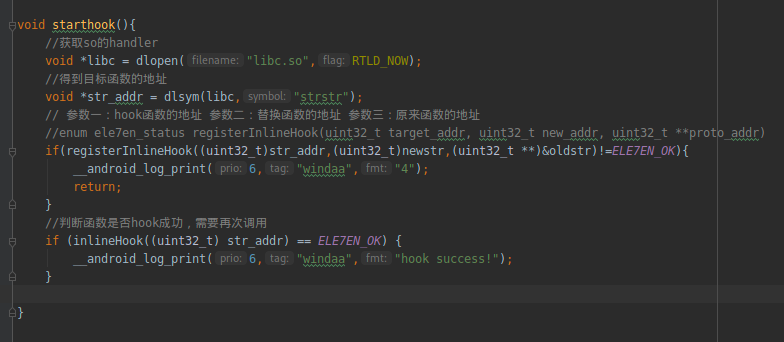 void starthook(){
//获取so的handler
void *libc = dlopen( filename: "libc.so", flag: RTLD_NOW);
//得到目标函数的地址
void *str_addr = dlsym(libc, symbol: "strstr");
// 参数一：hook函数的地址 参数二：替换函数的地址 参数三：原来函数的地址
//enum ele7en_status registerInlineHook(uint32_t target_addr, uint32_t new_addr, uint32_t **proto_addr)
if(registerInlineHook((uint32_t)str_addr,(uint32_t)newstr,(uint32_t **)&oldstr)!=ELE7EN_OK){
__android_log_print( prio: 6, tag: "windaa", fmt: "4");
return;
}
//判断函数是否hook成功，需要再次调用
if (inlineHook((uint32_t) str_addr) == ELE7EN_OK) {
__android_log_print( prio: 6, tag: "windaa", fmt: "hook success!");
}
}